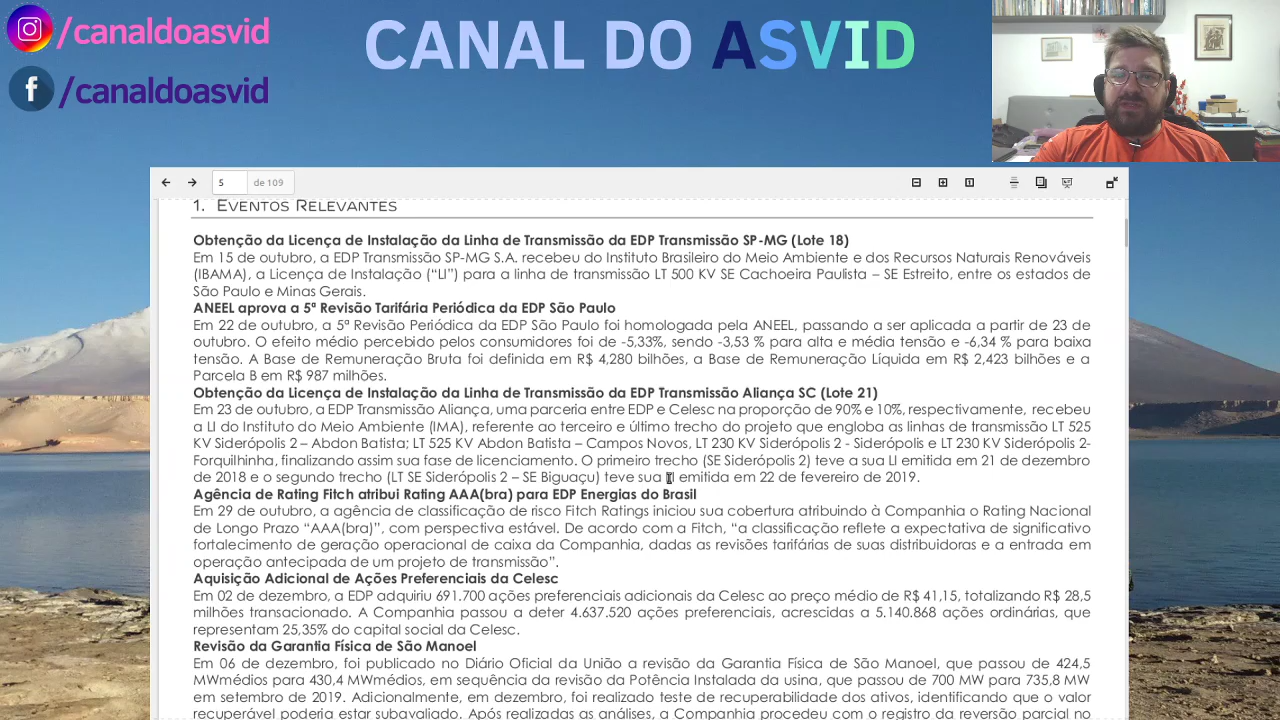 /canaldoasvid
CANAL DO ASVID
/canaldoasvid
5 de 109
1. EVENTOS RELEVANTES
Obtenção da Licença de Instalação da Linha de Transmissão da EDP Transmissão SP-MG (Lote 18)
Em 15 de outubro, a EDP Transmissão SP-MG S.A. recebeu do Instituto Brasileiro do Meio Ambiente e dos Recursos Naturais Renováveis
(IBAMA), a Licença de Instalação (“LI”) para a linha de transmissão LT 500 KV SE Cachoeira Paulista – SE Estreito, entre os estados de
São Paulo e Minas Gerais.
ANEEL aprova a 5ª Revisão Tarifária Periódica da EDP São Paulo
Em 22 de outubro, a 5ª Revisão Periódica da EDP São Paulo foi homologada pela ANEEL, passando a ser aplicada a partir de 23 de
outubro. O efeito médio percebido pelos consumidores foi de -5,33%, sendo -3,53 % para alta e média tensão e -6,34 % para baixa
tensão. A Base de Remuneração Bruta foi definida em R$ 4,280 bilhões, a Base de Remuneração Líquida em R$ 2,423 bilhões e a
Parcela B em R$ 987 milhões.
Obtenção da Licença de Instalação da Linha de Transmissão da EDP Transmissão Aliança SC (Lote 21)
Em 23 de outubro, a EDP Transmissão Aliança, uma parceria entre EDP e Celesc na proporção de 90% e 10%, respectivamente, recebeu
a LI do Instituto do Meio Ambiente (IMA), referente ao terceiro e último trecho do projeto que engloba as linhas de transmissão LT 525
KV Siderópolis 2 – Abdon Batista; LT 525 KV Abdon Batista – Campos Novos, LT 230 KV Siderópolis 2 - Siderópolis e LT 230 KV Siderópolis 2-
Forquilhinha, finalizando assim sua fase de licenciamento. O primeiro trecho (SE Siderópolis 2) teve a sua LI emitida em 21 de dezembro
de 2018 e o segundo trecho (LT SE Siderópolis 2 – SE Biguaçu) teve sua emitida em 22 de fevereiro de 2019.
Agência de Rating Fitch atribui Rating AAA(bra) para EDP Energias do Brasil
Em 29 de outubro, a agência de classificação de risco Fitch Ratings iniciou sua cobertura atribuindo à Companhia o Rating Nacional
de Longo Prazo “AAA(bra)”, com perspectiva estável. De acordo com a Fitch, “a classificação reflete a expectativa de significativo
fortalecimento de geração operacional de caixa da Companhia, dadas as revisões tarifárias de suas distribuidoras e a entrada em
operação antecipada de um projeto de transmissão”.
Aquisição Adicional de Ações Preferenciais da Celesc
Em 02 de dezembro, a EDP adquiriu 691.700 ações preferenciais adicionais da Celesc ao preço médio de R$ 41,15, totalizando R$ 28,5
milhões transacionado. A Companhia passou a deter 4.637.520 ações preferenciais, acrescidas a 5.140.868 ações ordinárias, que
representam 25,35% do capital social da Celesc.
Revisão da Garantia Física de São Manoel
Em 06 de dezembro, foi publicado no Diário Oficial da União a revisão da Garantia Física de São Manoel, que passou de 424,5
MWmédios para 430,4 MWmédios, em sequência da revisão da Potência Instalada da usina, que passou de 700 MW para 735,8 MW
em setembro de 2019. Adicionalmente, em dezembro, foi realizado teste de recuperabilidade dos ativos, identificando que o valor
recuperável poderia estar subavaliado. Após realizadas as análises, a Companhia procedeu com o registro da reversão parcial no